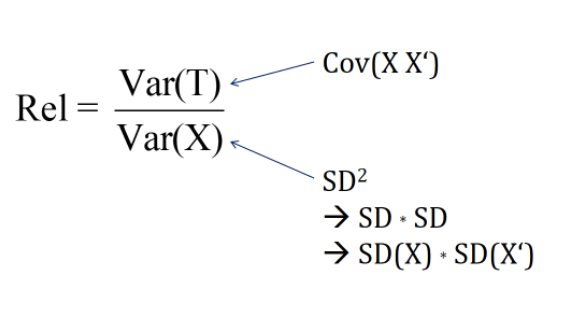 Cov(X X‘)
Rel = Var(T) / Var(X)
SD²
→ SD * SD
→ SD(X) * SD(X‘)